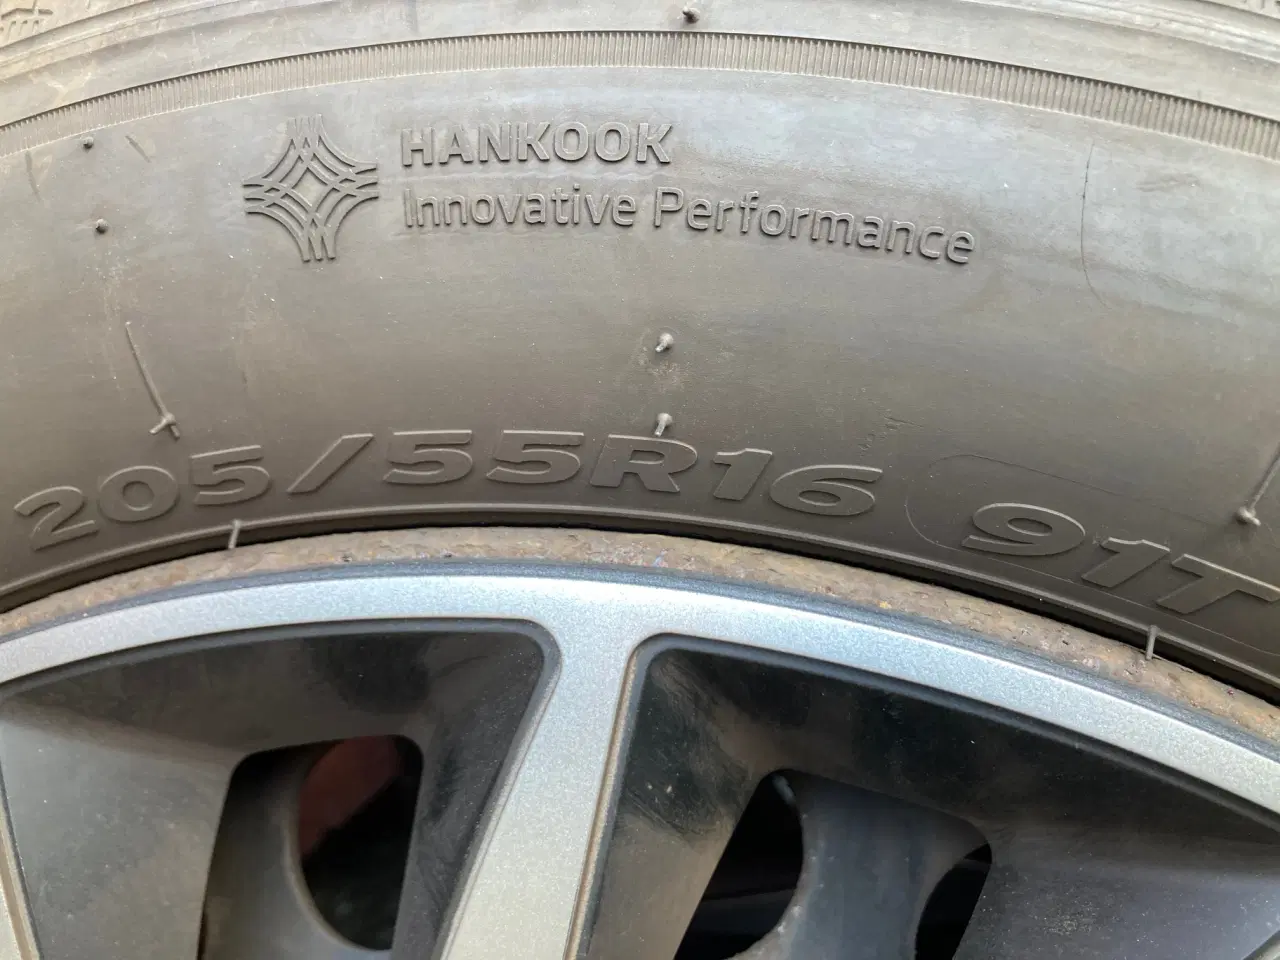 HANKOOK
Innovative Performance
205/55R16 91T